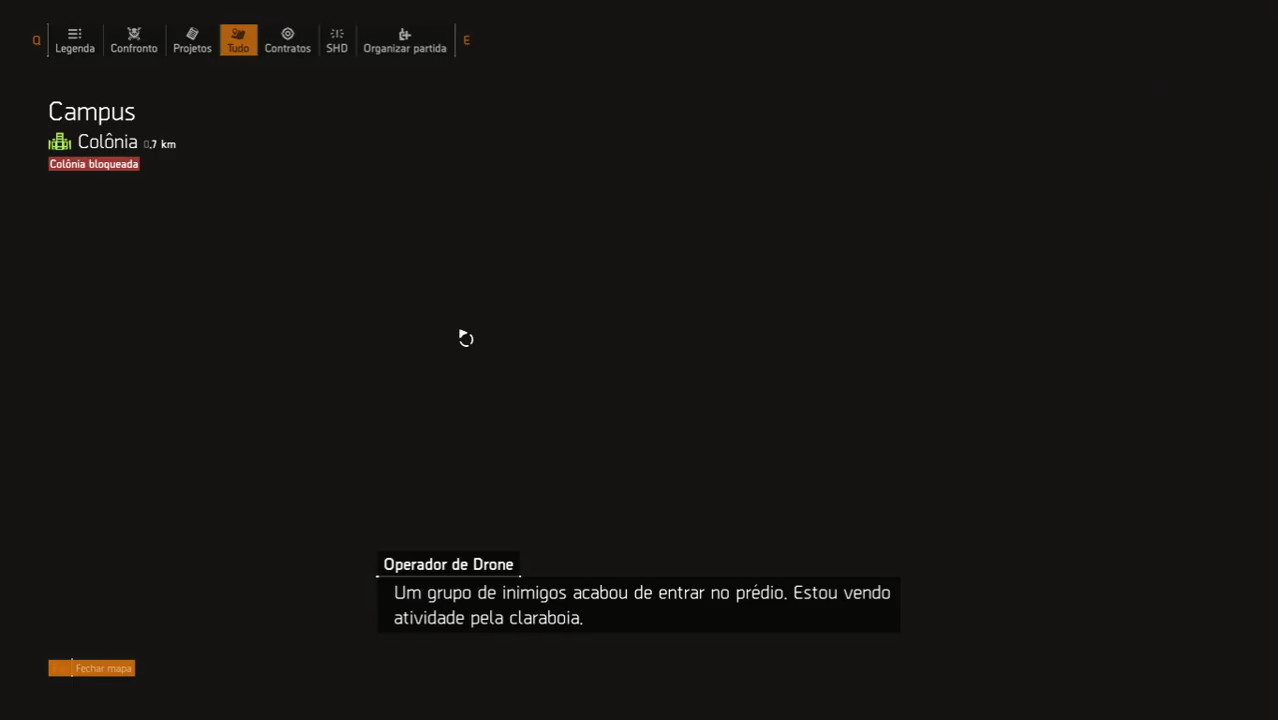 Q
Legenda
Confronto
Projetos
Tudo
Contratos
SHD
Organizar partida
E
Campus
Colônia 0,7 km
Colônia bloqueada
Operador de Drone
Um grupo de inimigos acabou de entrar no prédio. Estou vendo
atividade pela claraboia.
Fechar mapa